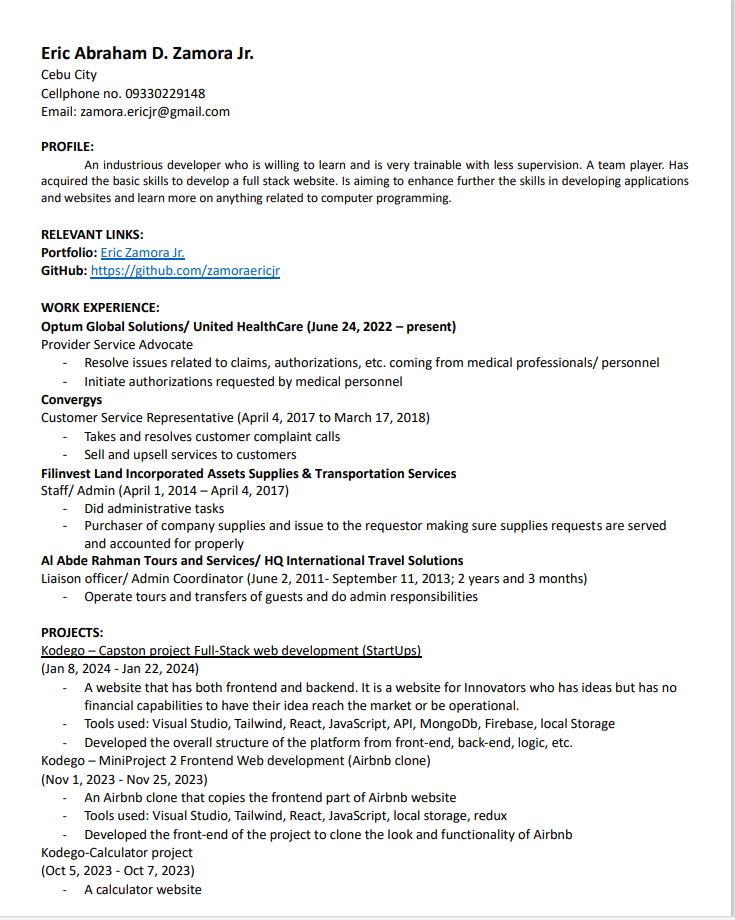 Eric Abraham D. Zamora Jr.
Cebu City
Cellphone no. 09330229148
Email: zamora.ericjr@gmail.com
PROFILE:
An industrious developer who is willing to learn and is very trainable with less supervision. A team player. Has
acquired the basic skills to develop a full stack website. Is aiming to enhance further the skills in developing applications
and websites and learn more on anything related to computer programming.
RELEVANT LINKS:
Portfolio: Eric Zamora Jr.
GitHub: https://github.com/zamoraericjr
WORK EXPERIENCE:
Optum Global Solutions/ United HealthCare (June 24, 2022 – present)
Provider Service Advocate
- Resolve issues related to claims, authorizations, etc. coming from medical professionals/ personnel
- Initiate authorizations requested by medical personnel
Convergys
Customer Service Representative (April 4, 2017 to March 17, 2018)
- Takes and resolves customer complaint calls
- Sell and upsell services to customers
Filinvest Land Incorporated Assets Supplies & Transportation Services
Staff/ Admin (April 1, 2014 – April 4, 2017)
- Did administrative tasks
- Purchaser of company supplies and issue to the requestor making sure supplies requests are served
and accounted for properly
Al Abde Rahman Tours and Services/ HQ International Travel Solutions
Liaison officer/ Admin Coordinator (June 2, 2011- September 11, 2013; 2 years and 3 months)
- Operate tours and transfers of guests and do admin responsibilities
PROJECTS:
Kodego – Capston project Full-Stack web development (StartUps)
(Jan 8, 2024 - Jan 22, 2024)
- A website that has both frontend and backend. It is a website for Innovators who has ideas but has no
financial capabilities to have their idea reach the market or be operational.
- Tools used: Visual Studio, Tailwind, React, JavaScript, API, MongoDb, Firebase, local Storage
- Developed the overall structure of the platform from front-end, back-end, logic, etc.
Kodego – MiniProject 2 Frontend Web development (Airbnb clone)
(Nov 1, 2023 - Nov 25, 2023)
- An Airbnb clone that copies the frontend part of Airbnb website
- Tools used: Visual Studio, Tailwind, React, JavaScript, local storage, redux
- Developed the front-end of the project to clone the look and functionality of Airbnb
Kodego-Calculator project
(Oct 5, 2023 - Oct 7, 2023)
- A calculator website